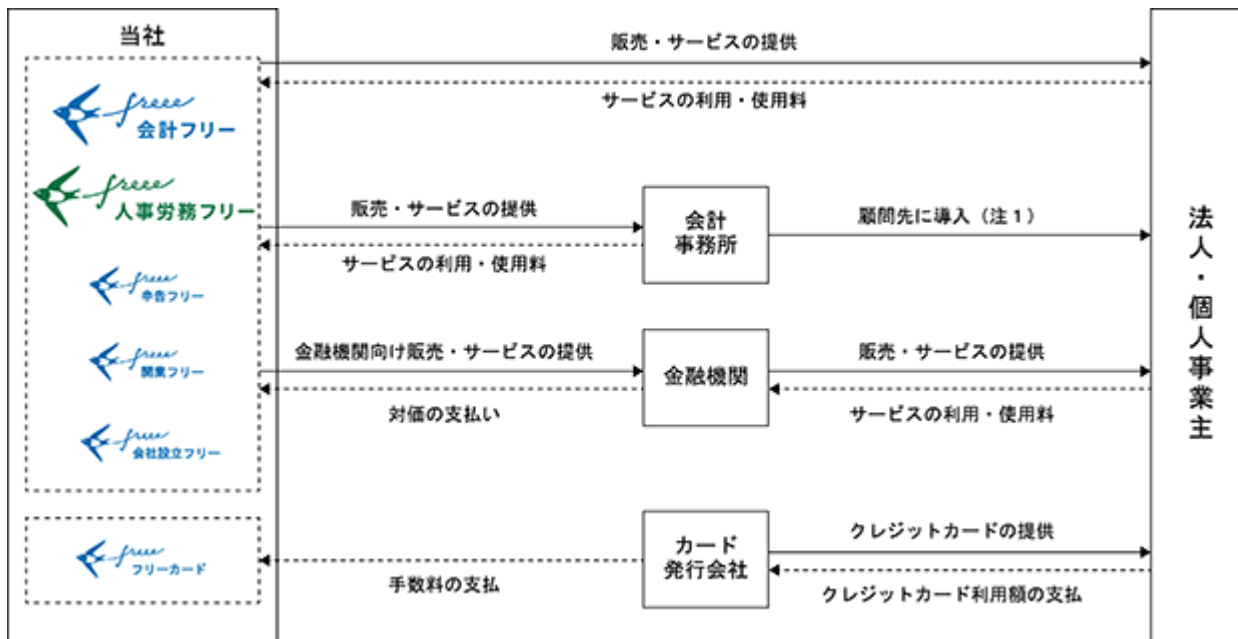 当社
freee
会計フリー
freee
人事労務フリー
freee
申告フリー
freee
開業フリー
freee
会社設立フリー
freee
フリーカード
販売・サービスの提供
サービスの利用・使用料
販売・サービスの提供
サービスの利用・使用料
会計
事務所
顧問先に導入（注１）
金融機関向け販売・サービスの提供
対価の支払い
金融機関
販売・サービスの提供
サービスの利用・使用料
手数料の支払
カード
発行会社
クレジットカードの提供
クレジットカード利用額の支払
法人・個人事業主